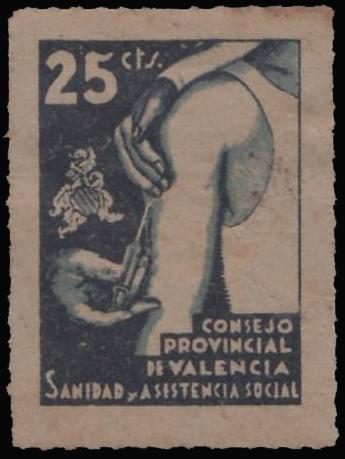 25 cts.
CONSEJO
PROVINCIAL
DE VALENCIA
SANIDAD y ASISTENCIA SOCIAL